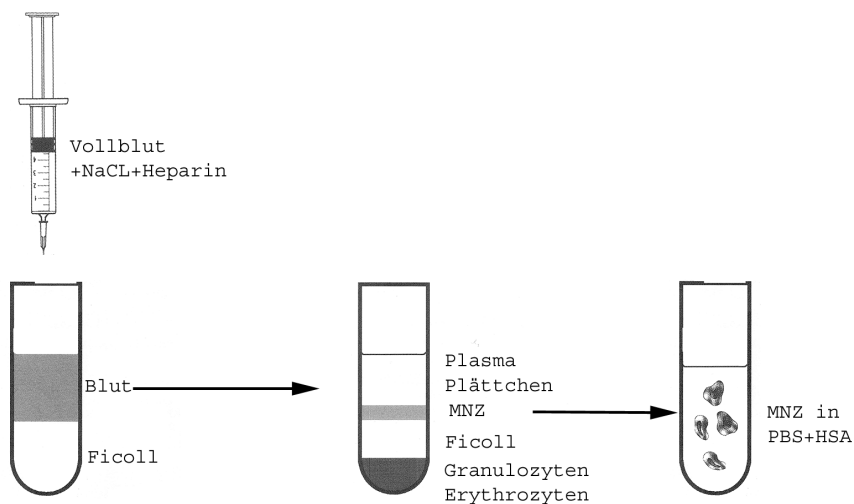 Vollblut
+NaCL+Heparin
Blut
Ficoll
Plasma
Plättchen
MNZ
Ficoll
Granulozyten
Erythrozyten
MNZ in
PBS+HSA